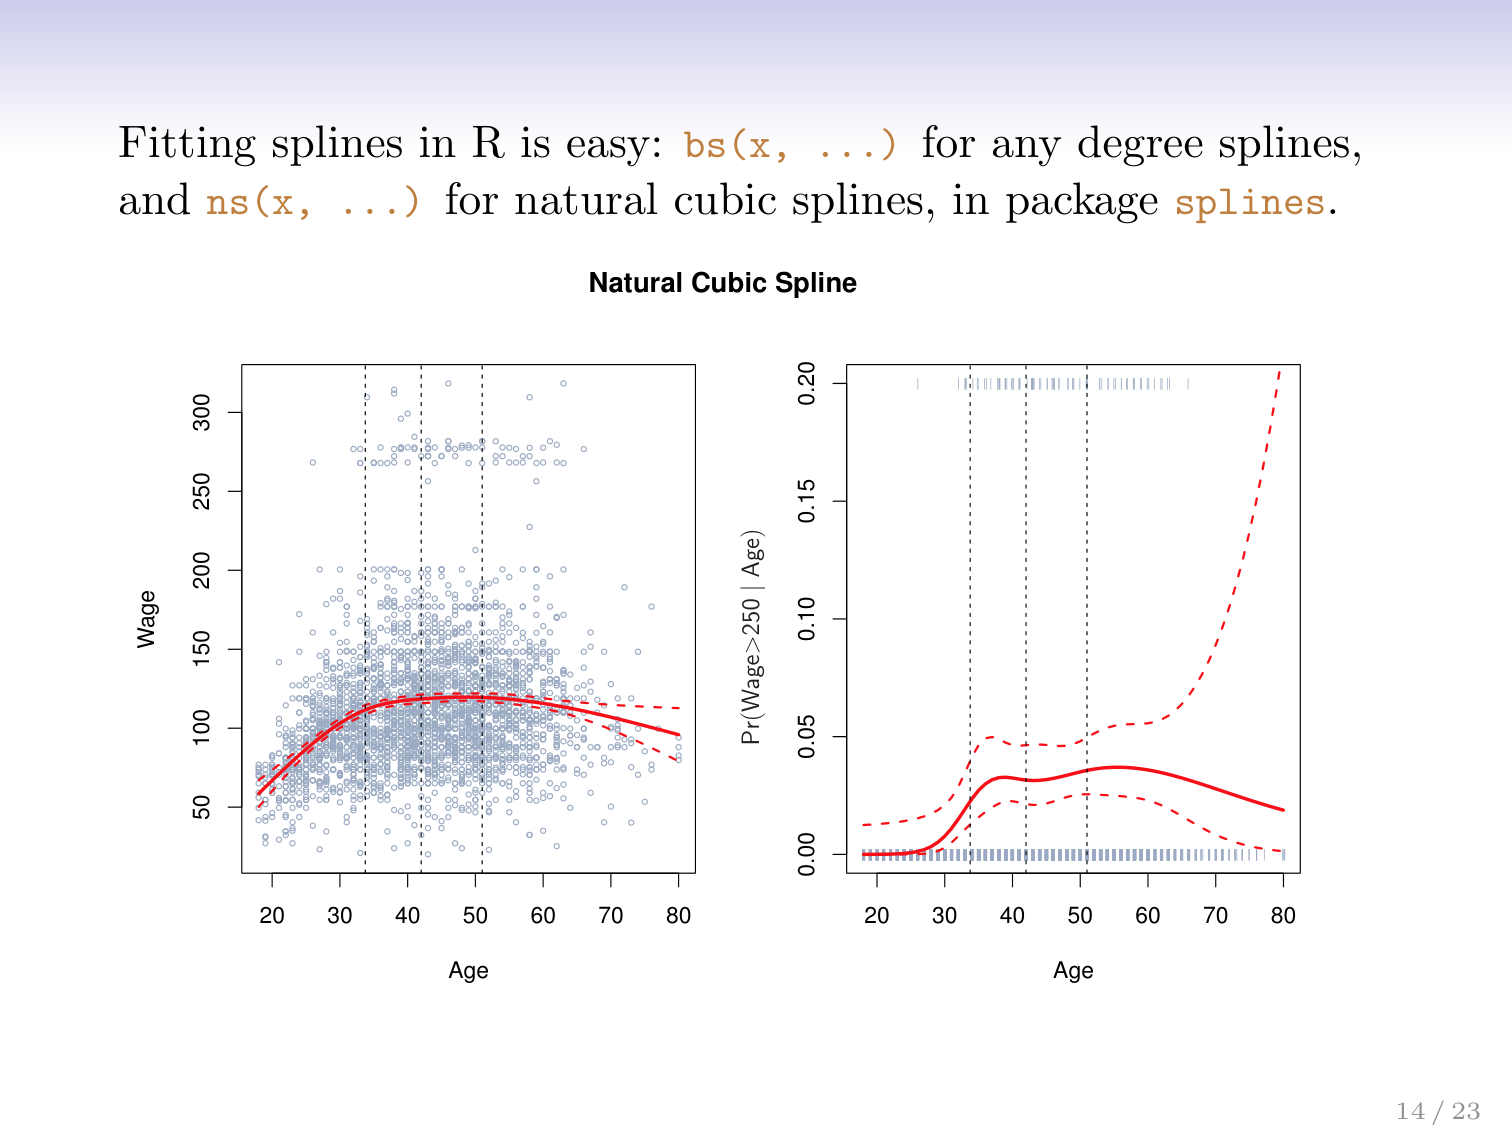 Fitting splines in R is easy: bs(x, ...) for any degree splines,
and ns(x, ...) for natural cubic splines, in package splines.
Natural Cubic Spline
Wage
300
250
200
150
100
50
20 30 40 50 60 70 80
Age
Pr(Wage>250 | Age)
0.20
0.15
0.10
0.05
0.00
20 30 40 50 60 70 80
Age
14 / 23